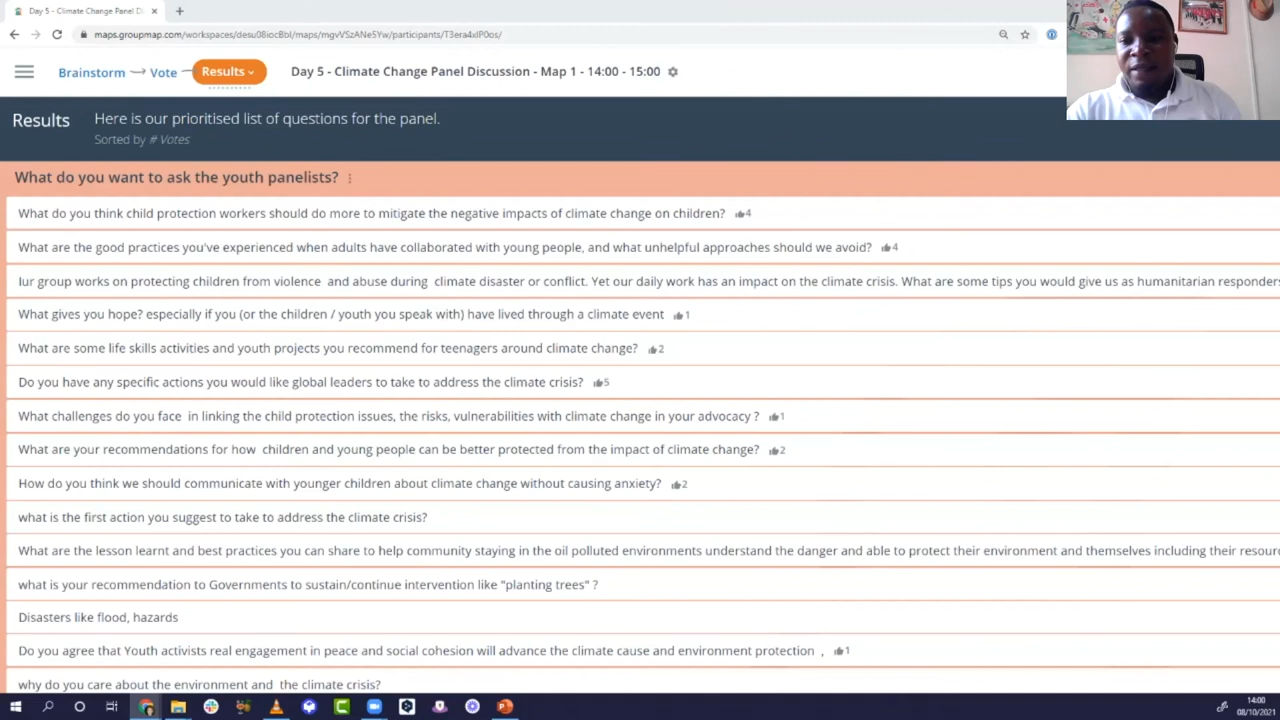 Day 5 - Climate Change Panel Di
maps.groupmap.com/workspaces/desu08iocBbl/maps/mgvVSzANe5Yw/participants/T3era4xIP0os/
Brainstorm Vote Results Day 5 - Climate Change Panel Discussion - Map 1 - 14:00 - 15:00
Results Here is our prioritised list of questions for the panel.
Sorted by # Votes
What do you want to ask the youth panelists?
What do you think child protection workers should do more to mitigate the negative impacts of climate change on children? 4
What are the good practices you've experienced when adults have collaborated with young people, and what unhelpful approaches should we avoid? 4
Iur group works on protecting children from violence and abuse during climate disaster or conflict. Yet our daily work has an impact on the climate crisis. What are some tips you would give us as humanitarian responders
What gives you hope? especially if you (or the children / youth you speak with) have lived through a climate event 1
What are some life skills activities and youth projects you recommend for teenagers around climate change? 2
Do you have any specific actions you would like global leaders to take to address the climate crisis? 5
What challenges do you face in linking the child protection issues, the risks, vulnerabilities with climate change in your advocacy ? 1
What are your recommendations for how children and young people can be better protected from the impact of climate change? 2
How do you think we should communicate with younger children about climate change without causing anxiety? 2
what is the first action you suggest to take to address the climate crisis?
What are the lesson learnt and best practices you can share to help community staying in the oil polluted environments understand the danger and able to protect their environment and themselves including their resour
what is your recommendation to Governments to sustain/continue intervention like "planting trees" ?
Disasters like flood, hazards
Do you agree that Youth activists real engagement in peace and social cohesion will advance the climate cause and environment protection , 1
why do you care about the environment and the climate crisis?
14:00
08/10/2021